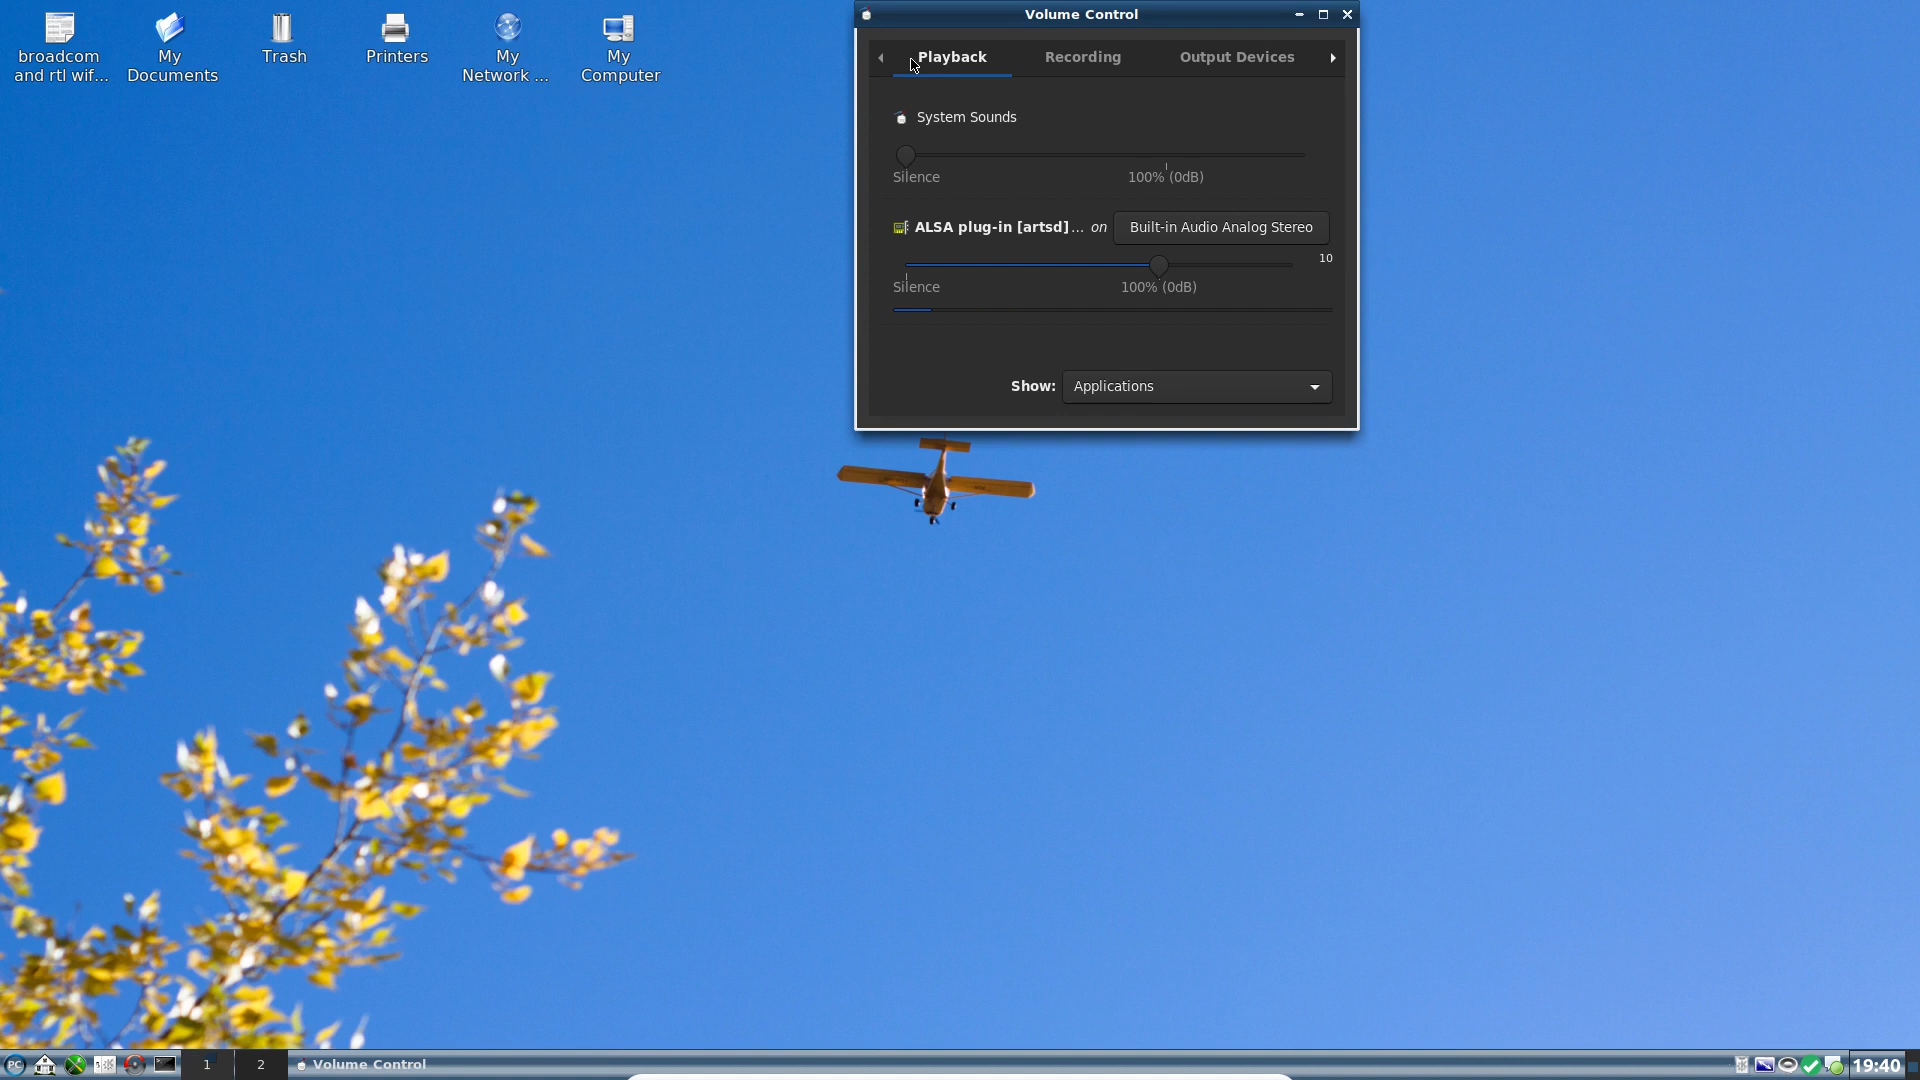 broadcom
and rtl wif...
My
Documents
Trash
Printers
My
Network ...
My
Computer
Volume Control
Playback
Recording
Output Devices
System Sounds
Silence
100% (0dB)
ALSA plug-in [artsd]... on
Built-in Audio Analog Stereo
10
Silence
100% (0dB)
Show:
Applications
PC
1
2
Volume Control
19:40